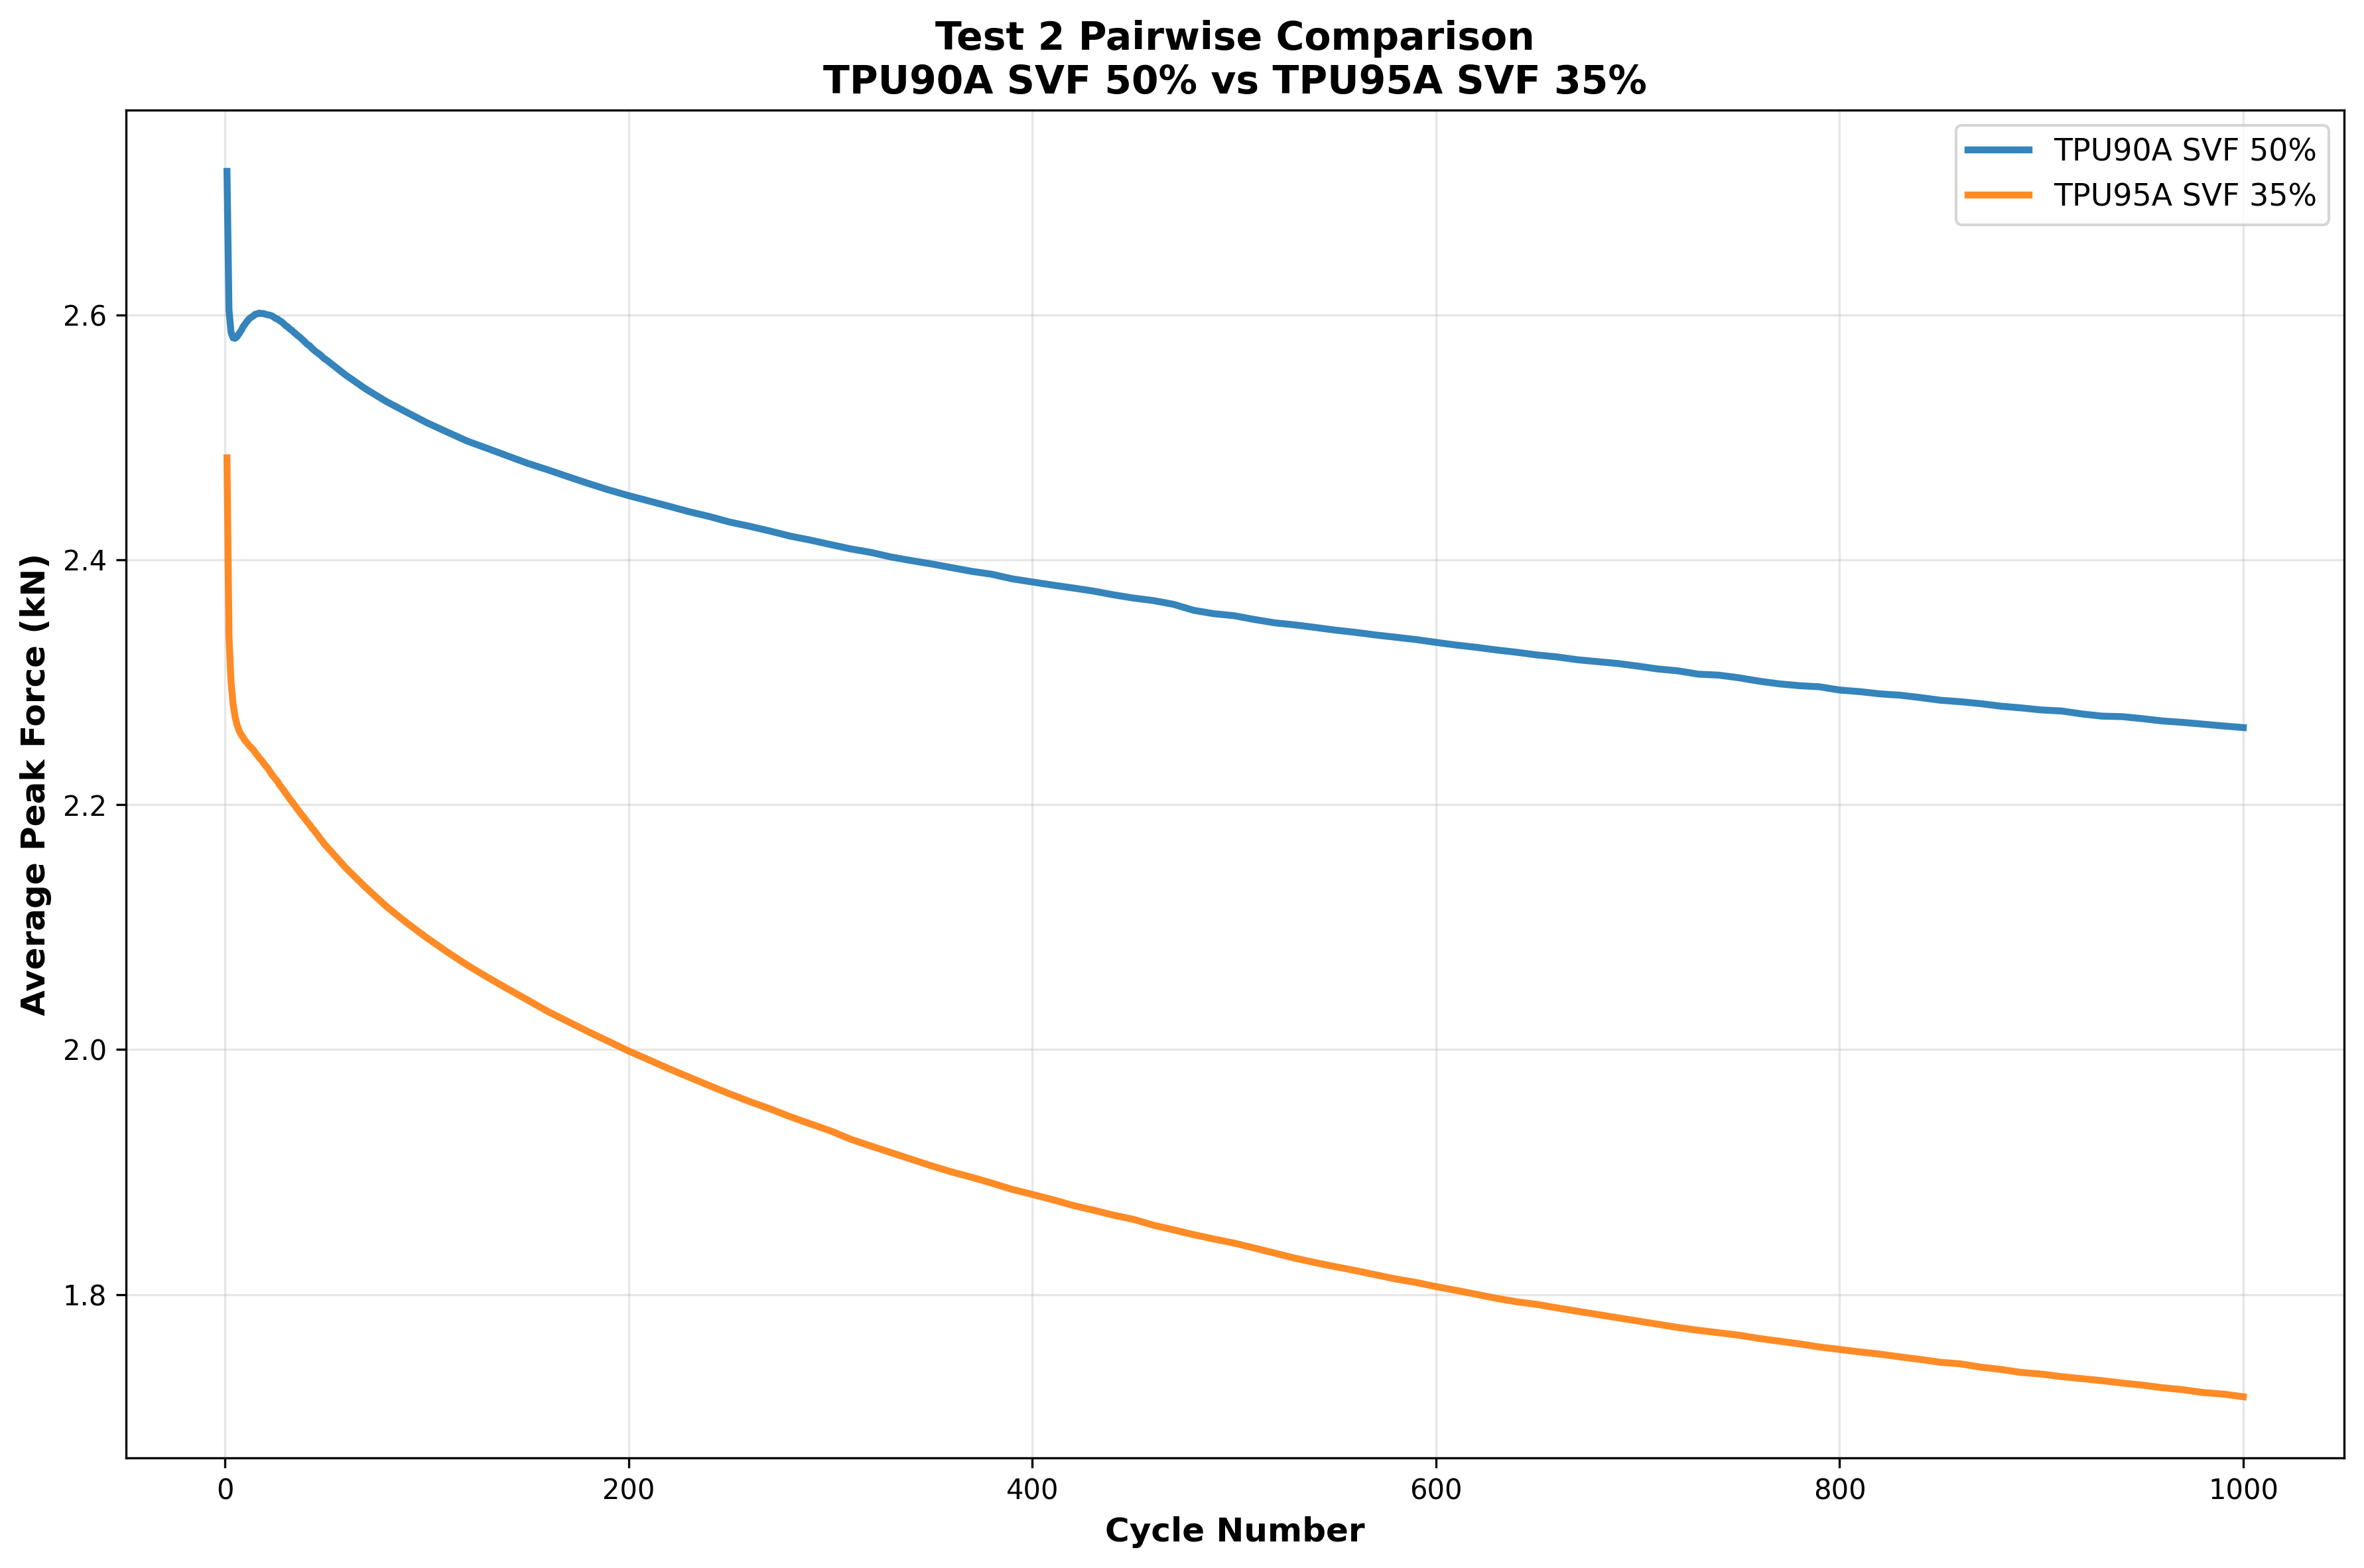 Test 2 Pairwise Comparison
TPU90A SVF 50% vs TPU95A SVF 35%
TPU90A SVF 50%
TPU95A SVF 35%
Average Peak Force (kN)
2.6
2.4
2.2
2.0
1.8
0
200
400
600
800
1000
Cycle Number